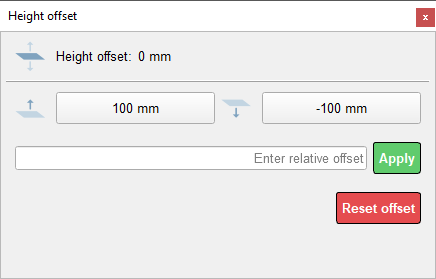 Height offset
x
Height offset: 0 mm
100 mm
-100 mm
Enter relative offset
Apply
Reset offset